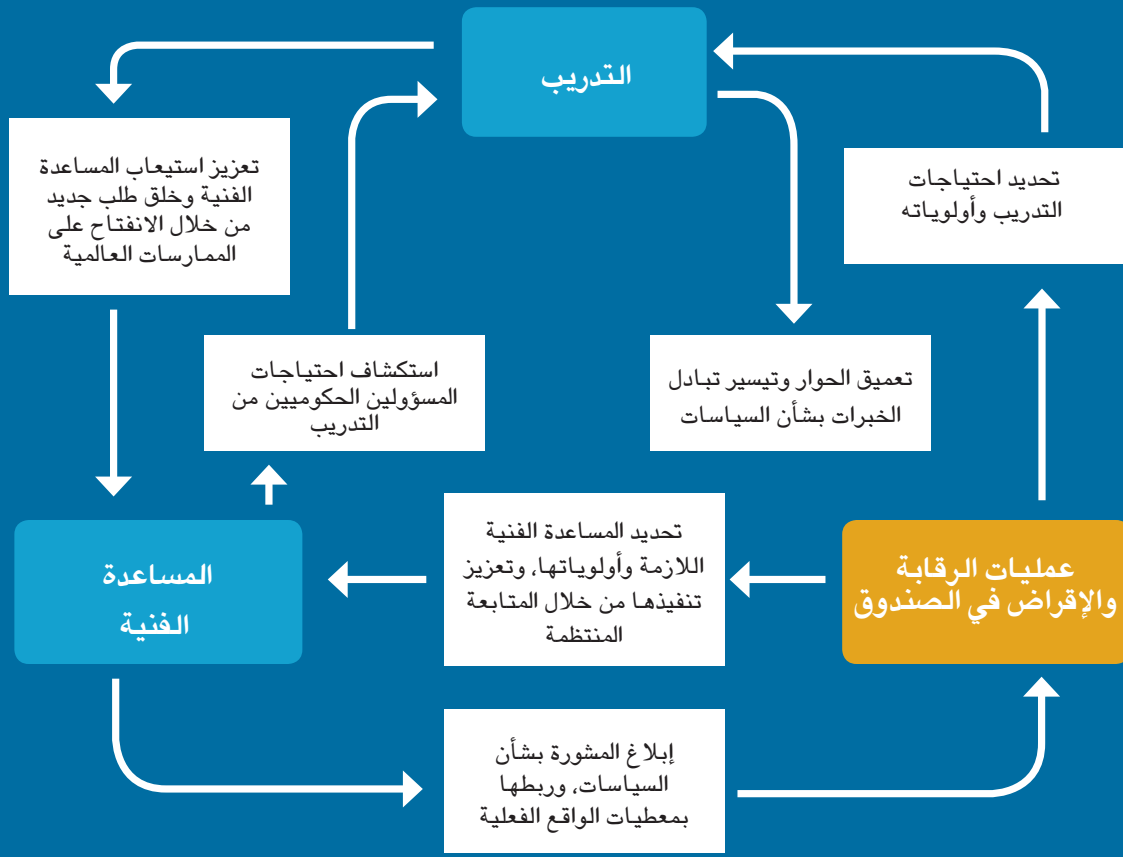 التدريب
تحديد احتياجات
التدريب وأولوياته
تعزيز استيعاب المساعدة
الفنية وخلق طلب جديد
من خلال الانفتاح على
الممارسات العالمية
تعميق الحوار وتيسير تبادل
الخبرات بشأن السياسات
استكشاف احتياجات
المسؤولين الحكوميين من
التدريب
عمليات الرقابة
والإقراض في الصندوق
تحديد المساعدة الفنية
اللازمة وأولوياتها، وتعزيز
تنفيذها من خلال المتابعة
المنتظمة
المساعدة
الفنية
إبلاغ المشورة بشأن
السياسات، وربطها
بمعطيات الواقع الفعلية